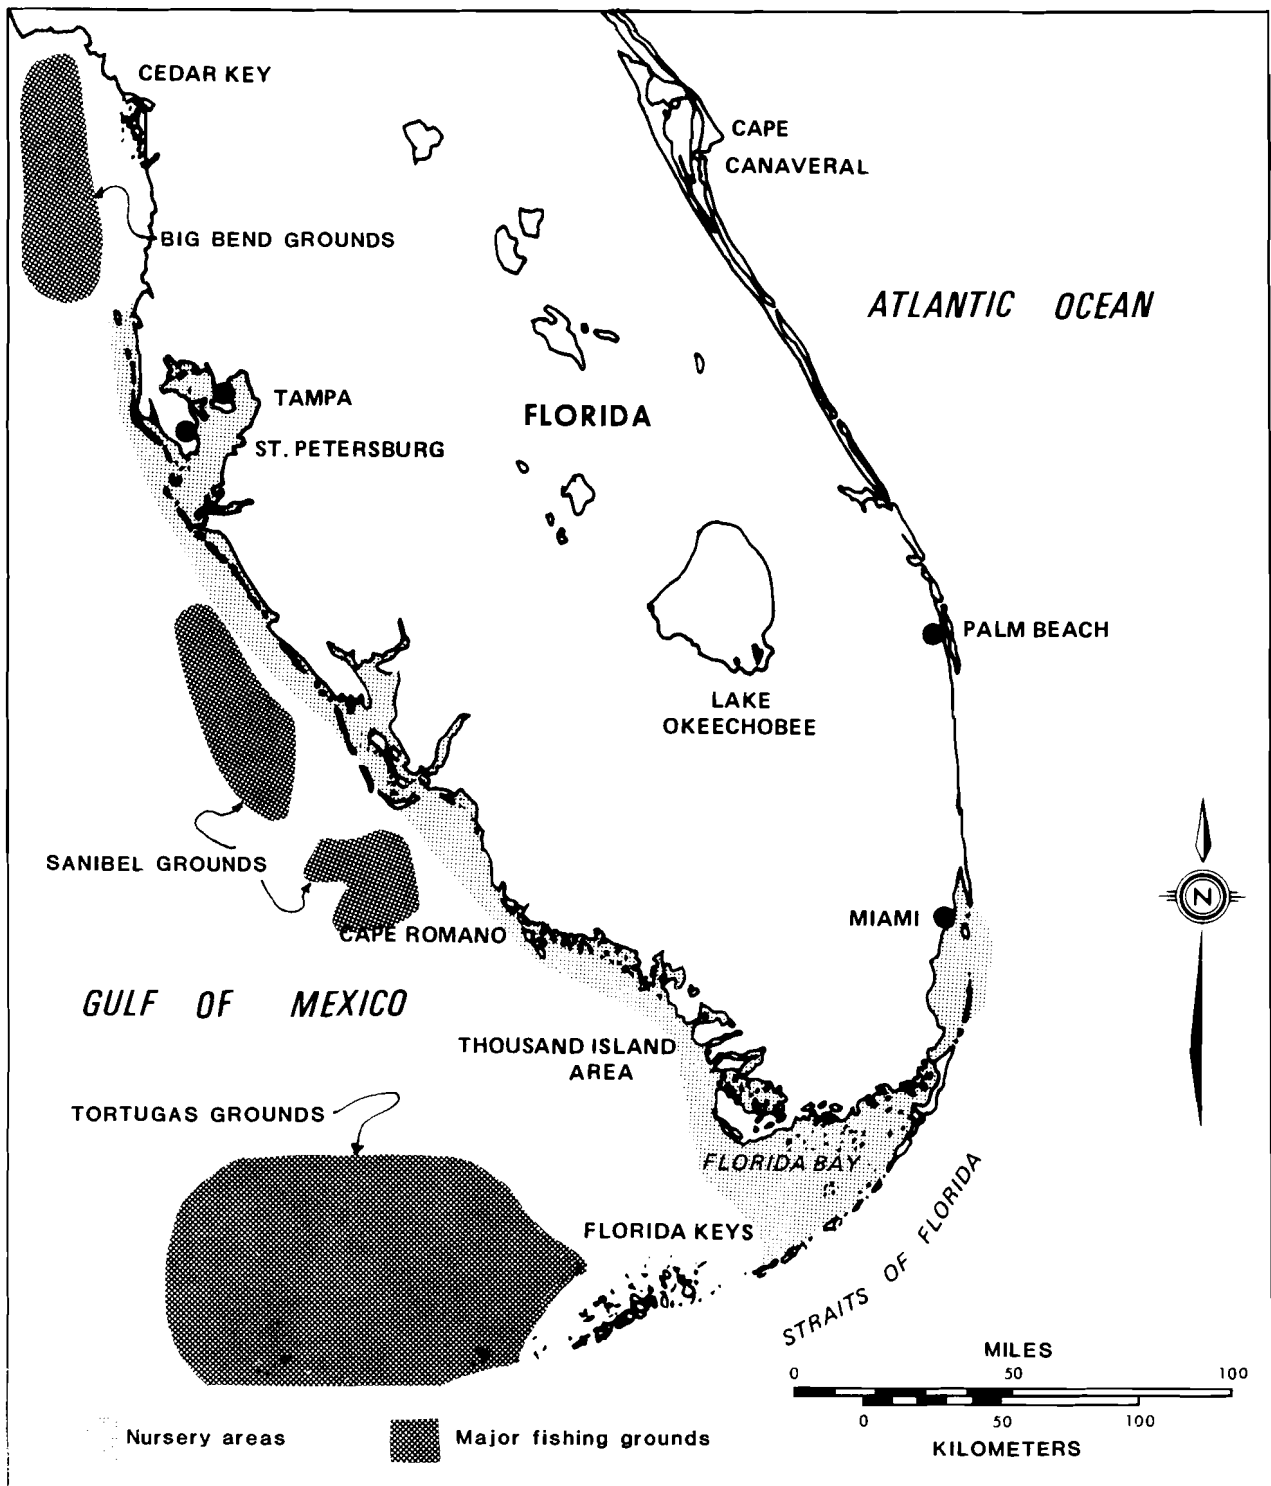 CEDAR KEY
CAPE
CANAVERAL
BIG BEND GROUNDS
ATLANTIC OCEAN
TAMPA
FLORIDA
ST. PETERSBURG
PALM BEACH
LAKE
OKEECHOBEE
SANIBEL GROUNDS
N
MIAMI
CAPE ROMANO
GULF OF MEXICO
THOUSAND ISLAND
AREA
TORTUGAS GROUNDS
FLORIDA BAY
FLORIDA KEYS
STRAITS OF FLORIDA
MILES
0 50 100
0 50 100
KILOMETERS
Nursery areas
Major fishing grounds